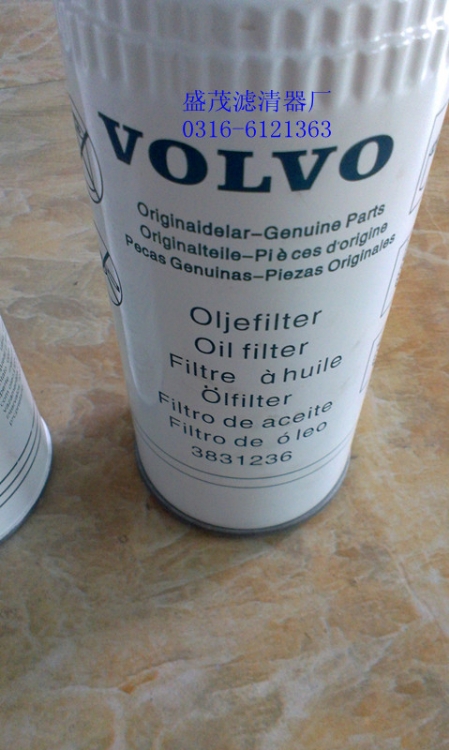 盛茂滤清器厂
0316-6121363
VOLVO
Originaidelar-Genuine Parts
Originalteile-Pièces d'origine
Pecas Genuinas-Piezas Originales
Oljefilter
Oil filter
Filtre à huile
Ölfilter
Filtro de aceite
Filtro de óleo
3831236